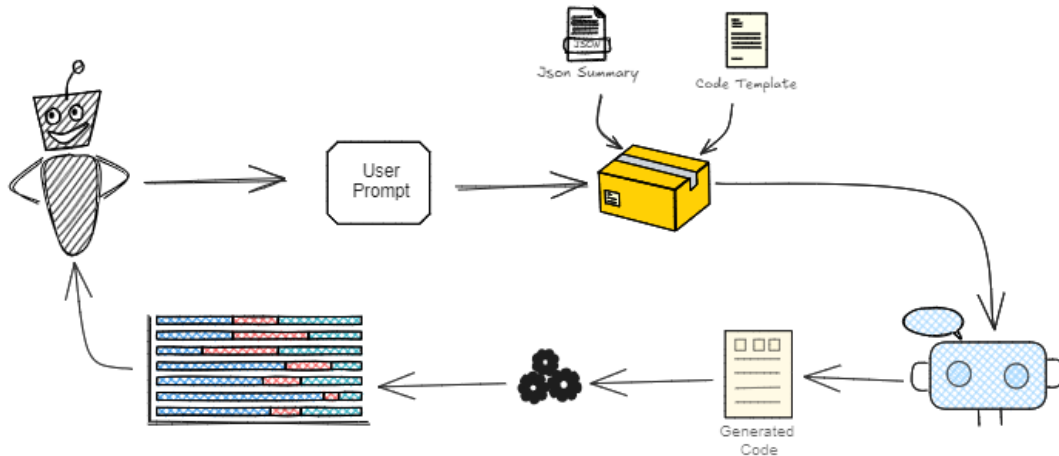 JSON
Json Summary
Code Template
User
Prompt
Generated
Code